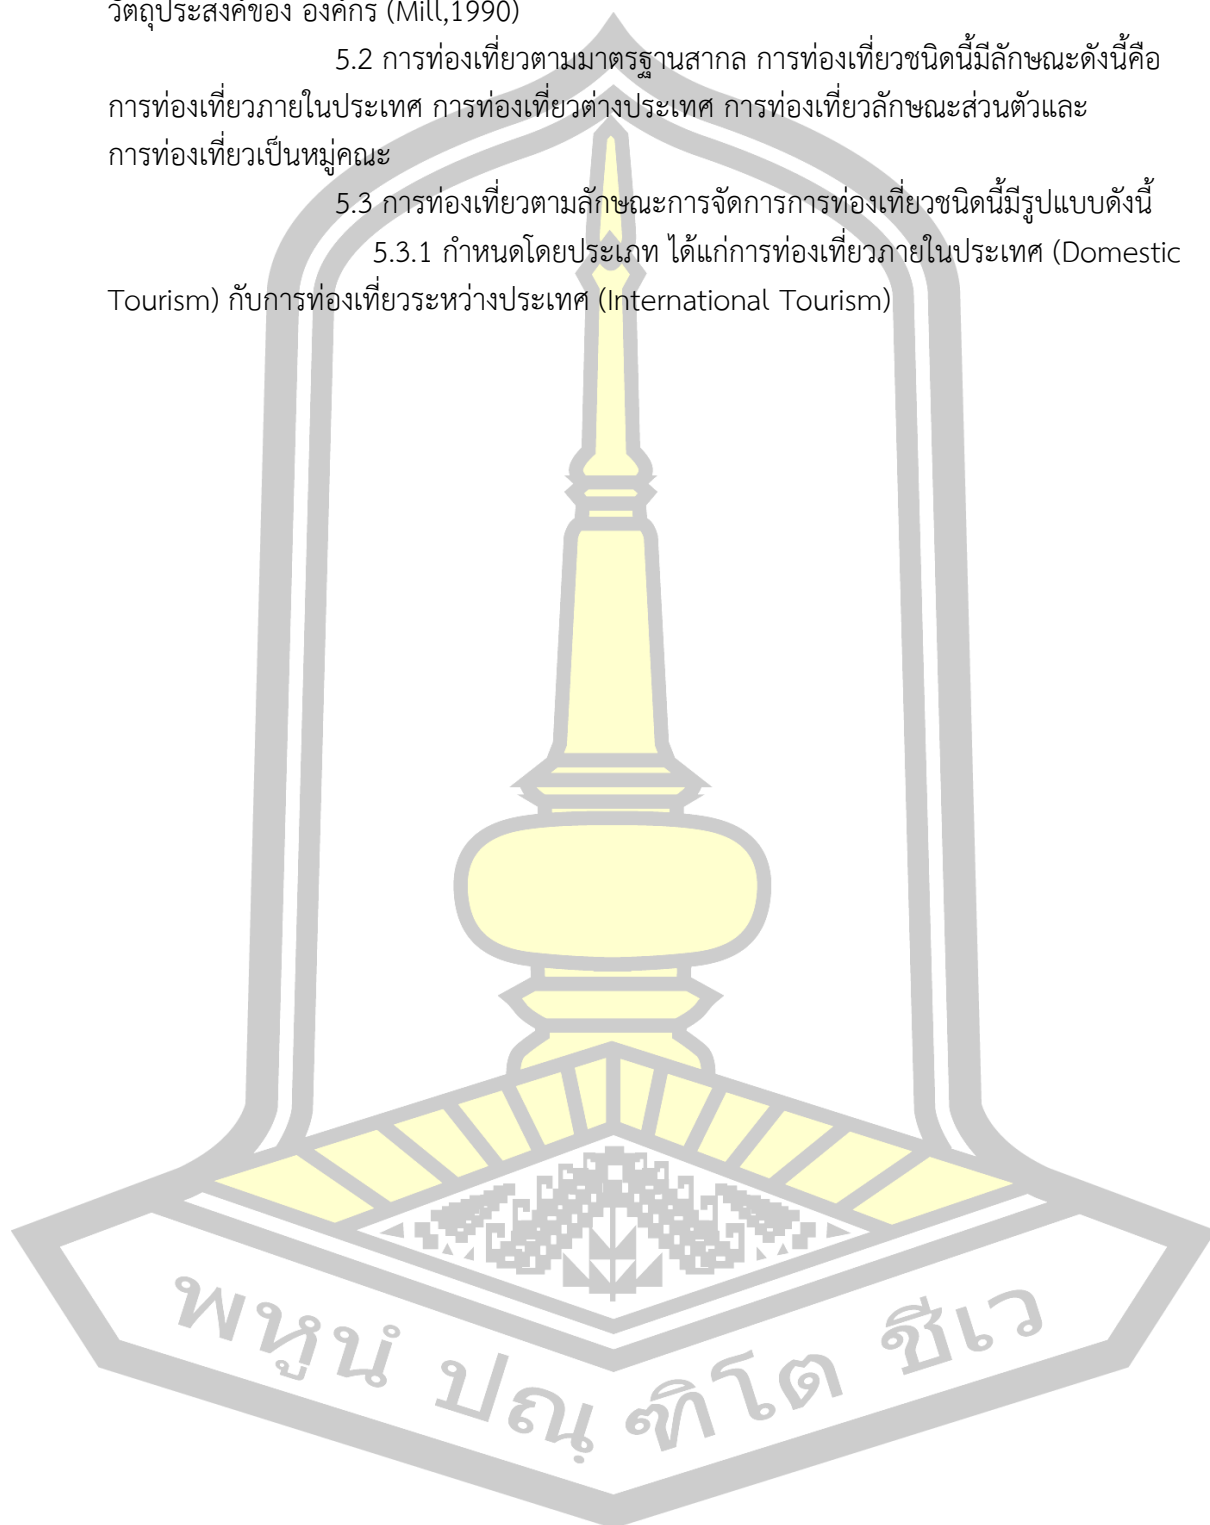 วัตถุประสงค์ของ องค์กร (Mill,1990)
5.2 การท่องเที่ยวตามมาตรฐานสากล การท่องเที่ยวชนิดนี้มีลักษณะดังนี้คือ
การท่องเที่ยวภายในประเทศ การท่องเที่ยวต่างประเทศ การท่องเที่ยวลักษณะส่วนตัวและ
การท่องเที่ยวเป็นหมู่คณะ
5.3 การท่องเที่ยวตามลักษณะการจัดการการท่องเที่ยวชนิดนี้มีรูปแบบดังนี้
5.3.1 กำหนดโดยประเภท ได้แก่การท่องเที่ยวภายในประเทศ (Domestic
Tourism) กับการท่องเที่ยวระหว่างประเทศ (International Tourism)
พหูนํ ปณฺ ฑิโต ชีเว